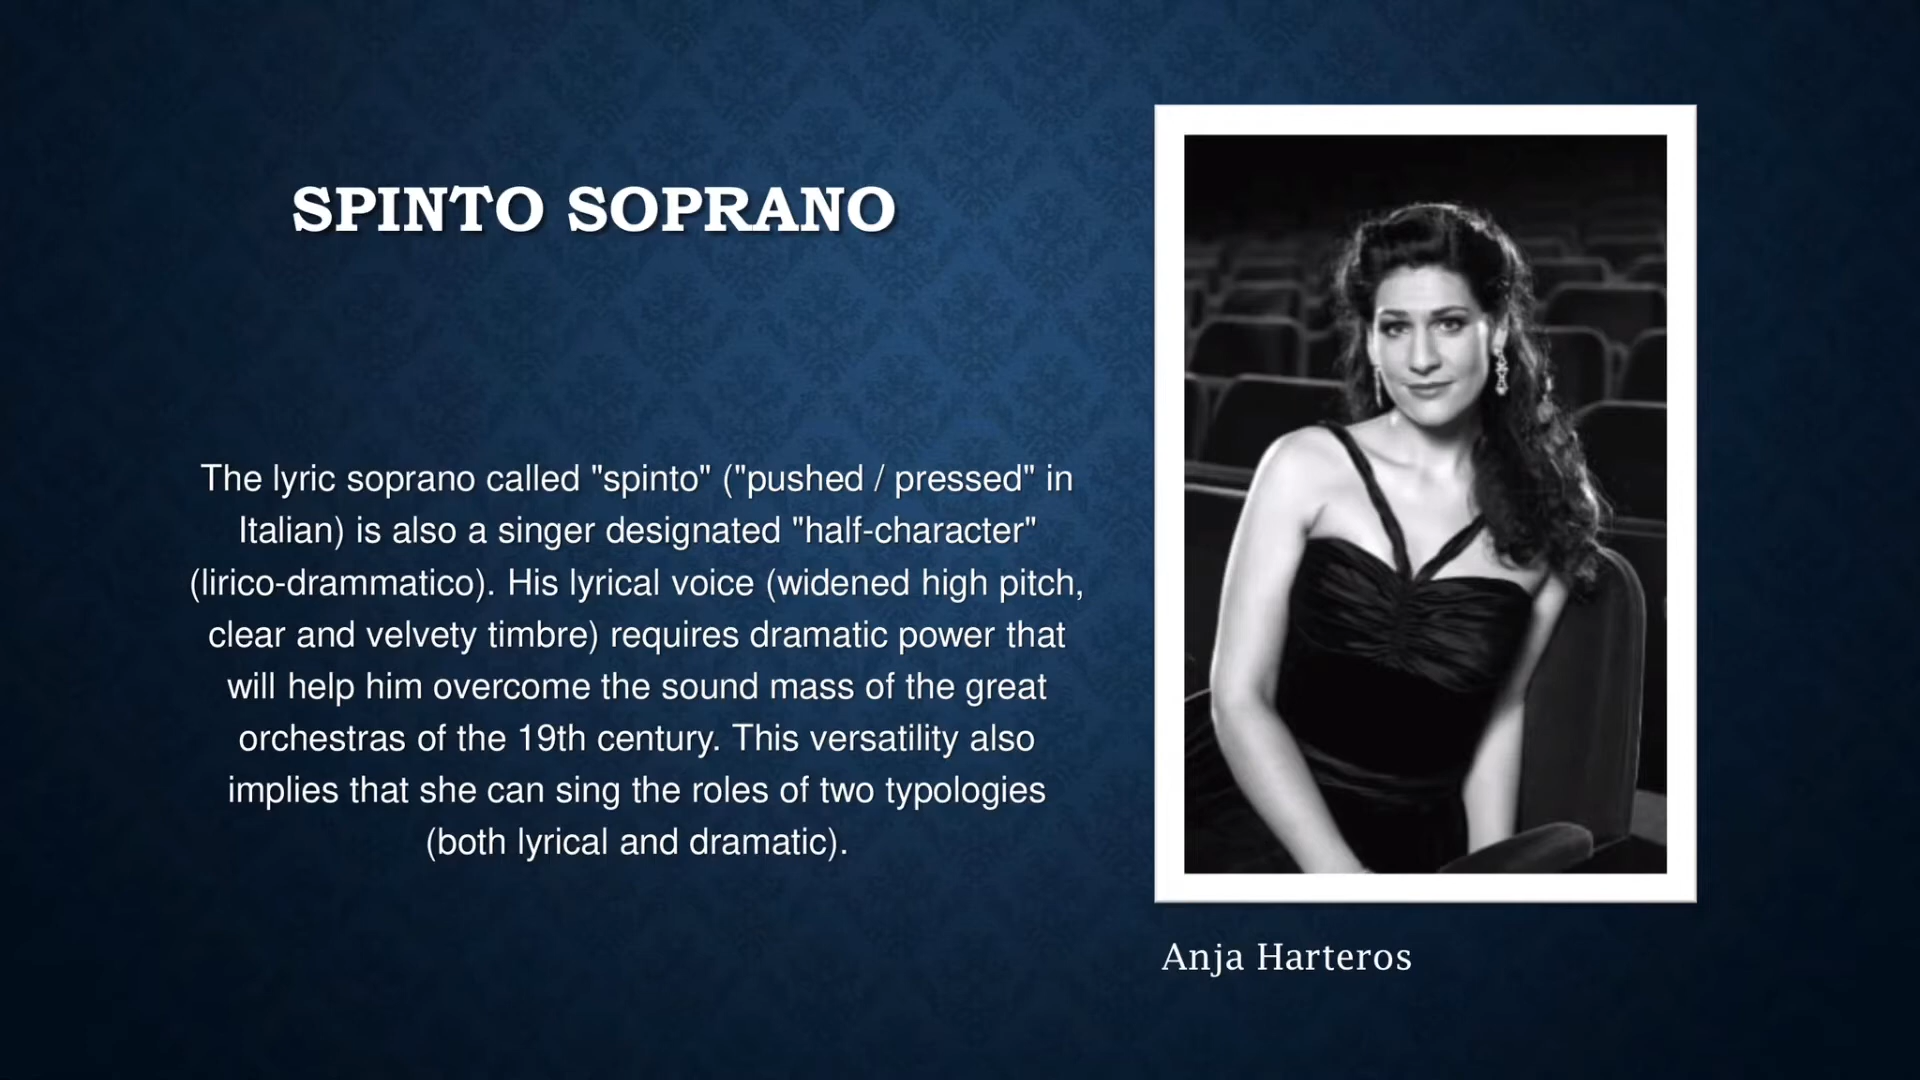 SPINTO SOPRANO
The lyric soprano called "spinto" ("pushed / pressed" in
Italian) is also a singer designated "half-character"
(lirico-drammatico). His lyrical voice (widened high pitch,
clear and velvety timbre) requires dramatic power that
will help him overcome the sound mass of the great
orchestras of the 19th century. This versatility also
implies that she can sing the roles of two typologies
(both lyrical and dramatic).
Anja Harteros